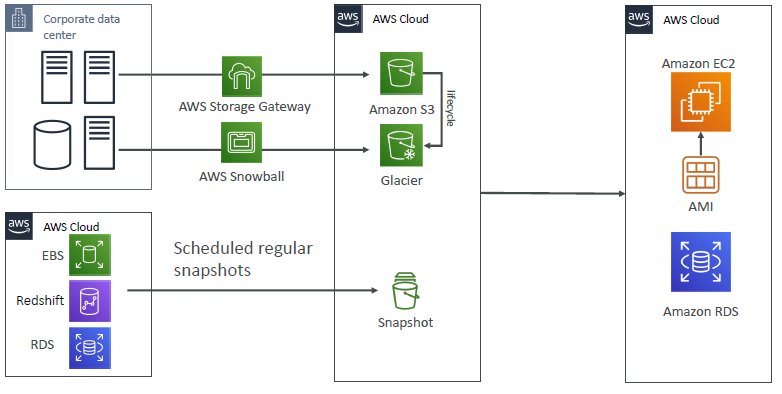 Corporate data
center
AWS Storage Gateway
AWS Snowball
aws
AWS Cloud
Amazon S3
lifecycle
Glacier
aws
AWS Cloud
EBS
Redshift
RDS
Scheduled regular
snapshots
Snapshot
aws
AWS Cloud
Amazon EC2
AMI
Amazon RDS